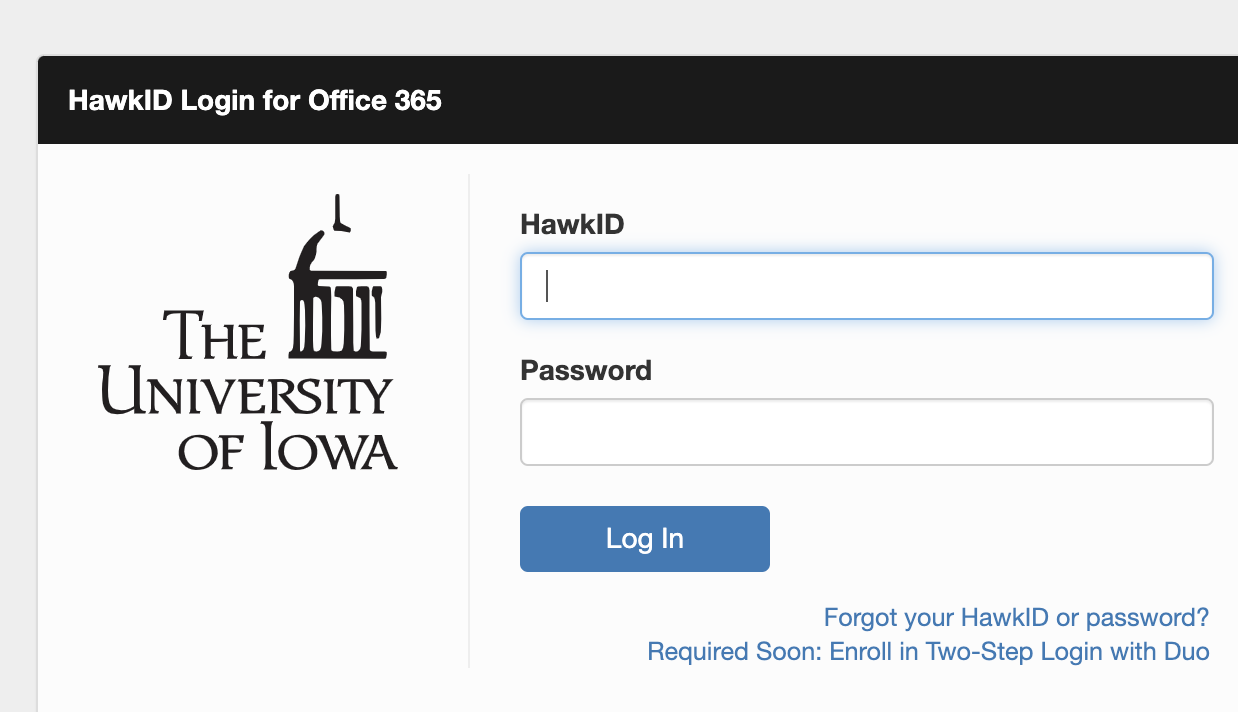 HawkID Login for Office 365
THE
UNIVERSITY
OF IOWA
HawkID
Password
Log In
Forgot your HawkID or password?
Required Soon: Enroll in Two-Step Login with Duo